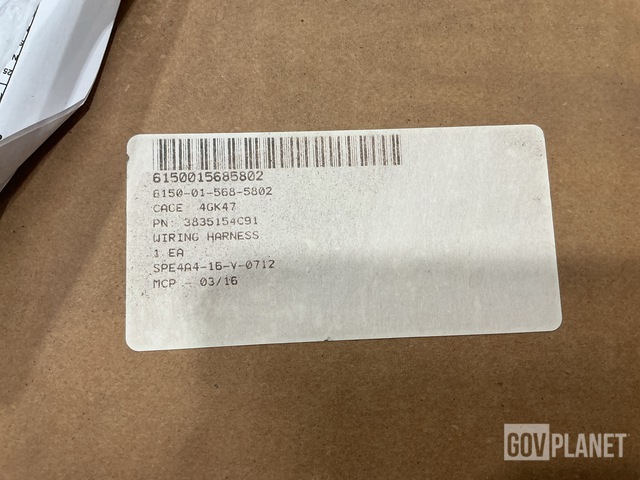 6150015685802
6150-01-568-5802
CAGE 4GK47
PN: 3835154C91
WIRING HARNESS
1 EA
SPE4A4-16-V-0712
MCP - 03/16
GOVPLANET